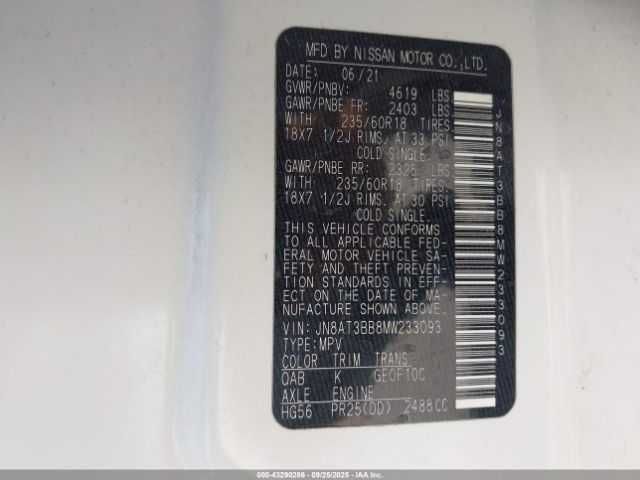 MFD BY NISSAN MOTOR CO.,LTD.
DATE: 06/21
GVWR/PNBV: 4619 LBS
GAWR/PNBE FR: 2403 LBS
WITH 235/60R18 TIRES.
18X7 1/2J RIMS, AT 33 PSI
COLD SINGLE.
GAWR/PNBE RR: 2326 LBS
WITH 235/60R18 TIRES.
18X7 1/2J RIMS, AT 30 PSI
COLD SINGLE.
THIS VEHICLE CONFORMS
TO ALL APPLICABLE FED-
ERAL MOTOR VEHICLE SA-
FETY AND THEFT PREVEN-
TION STANDARDS IN EFF-
ECT ON THE DATE OF MA-
NUFACTURE SHOWN ABOVE.
VIN: JN8AT3BB8MW233093
TYPE:MPV
COLOR TRIM TRANS
QAB K GE0F10C
AXLE ENGINE
HG56 PR25(DD) 2488CC
JN8AT3BB8MW233093
000-43290286 - 09/25/2025 - IAA Inc.